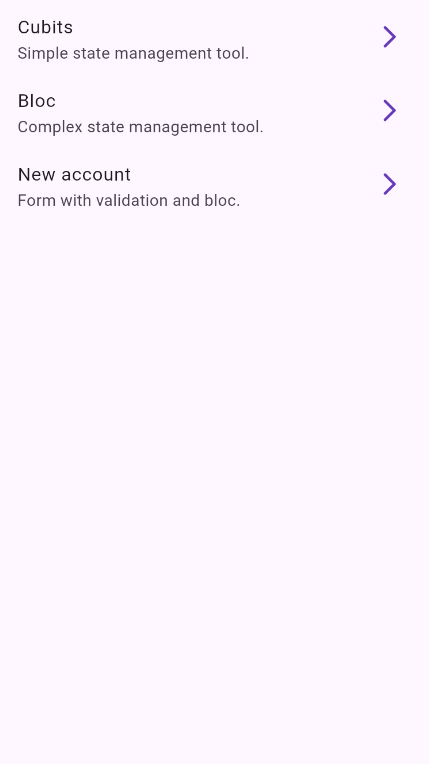 Cubits
Simple state management tool.
Bloc
Complex state management tool.
New account
Form with validation and bloc.